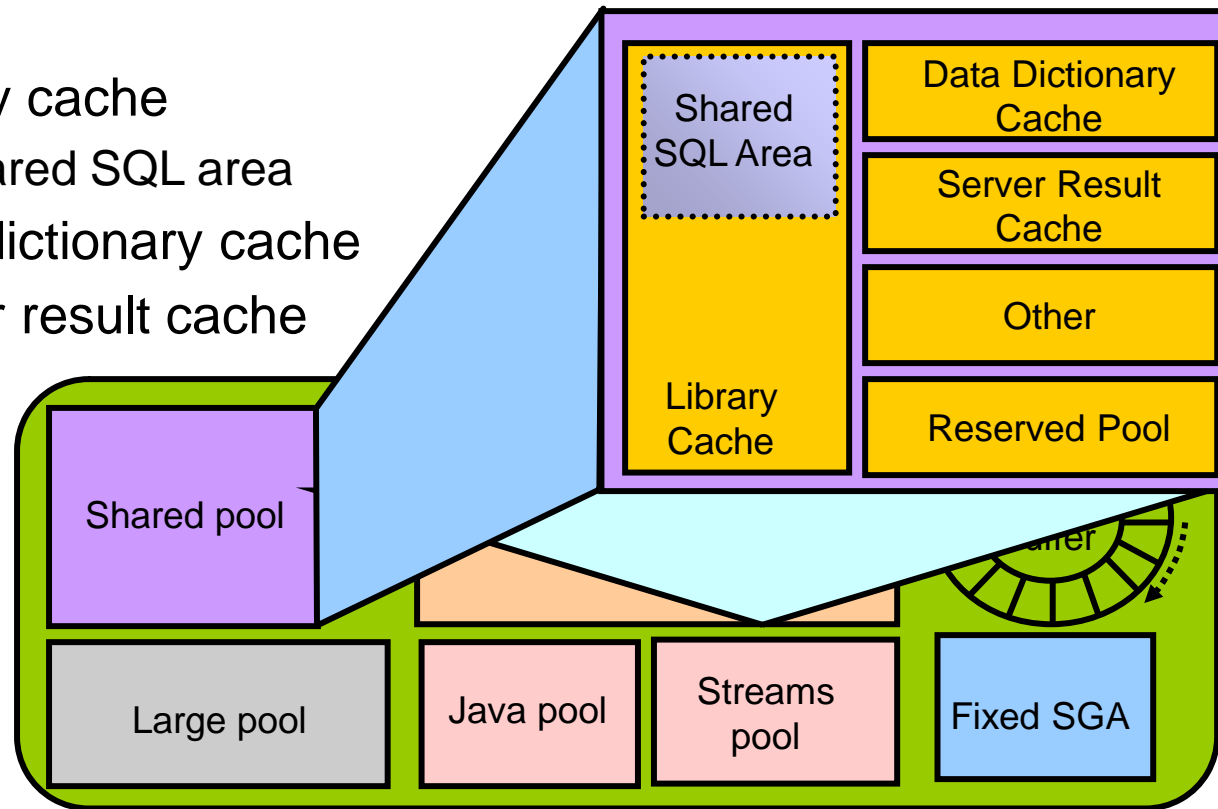 y cache
ared SQL area
dictionary cache
r result cache
Shared
SQL Area
Library
Cache
Data Dictionary
Cache
Server Result
Cache
Other
Reserved Pool
Shared pool
Large pool
Java pool
Streams
pool
Fixed SGA